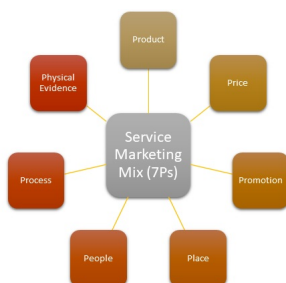 Product
Price
Promotion
Place
People
Process
Physical
Evidence
Service
Marketing
Mix (7Ps)